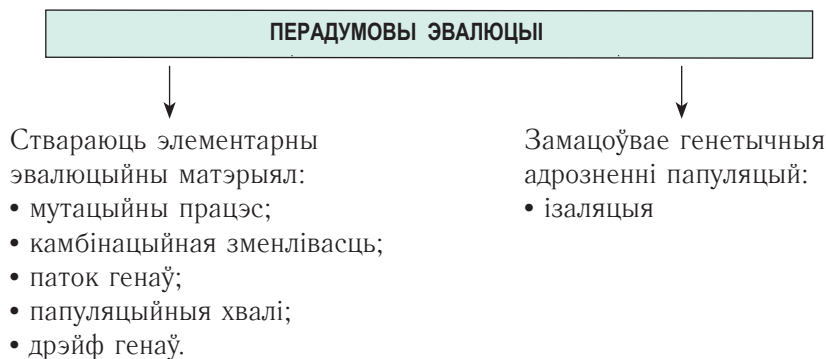 ПЕРАДУМОВЫ ЭВАЛЮЦЫІ
Ствараюць элементарны
эвалюцыйны матэрыял:
• мутацыйны працэс;
• камбінацыйная зменлівасць;
• паток генаў;
• папуляцыйныя хвалі;
• дрэйф генаў.
Замацоўвае генетычныя
адрозненні папуляцый:
• ізаляцыя